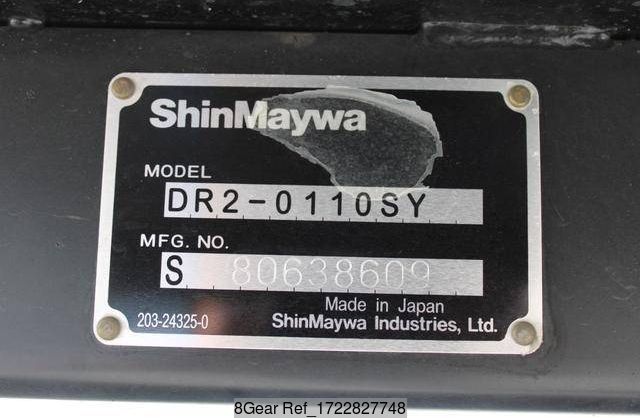 ShinMaywa
MODEL
DR2-0110SY
MFG. NO.
S 80638609
Made in Japan
203-24325-0 ShinMaywa Industries, Ltd.
8Gear Ref_1722827748